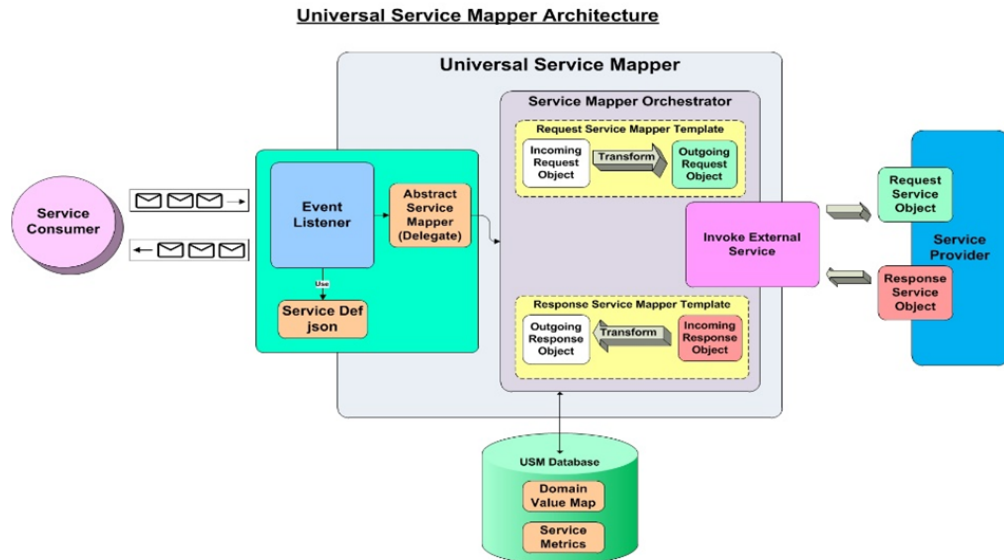 Universal Service Mapper Architecture
Universal Service Mapper
Service Mapper Orchestrator
Request Service Mapper Template
Incoming
Request
Object
Transform
Outgoing
Request
Object
Service
Consumer
Event
Listener
Abstract
Service
Mapper
(Delegate)
Use
Service Def
json
Invoke External
Service
Request
Service
Object
Service
Provider
Response
Service
Object
Response Service Mapper Template
Outgoing
Response
Object
Transform
Incoming
Response
Object
USM Database
Domain
Value Map
Service
Metrics